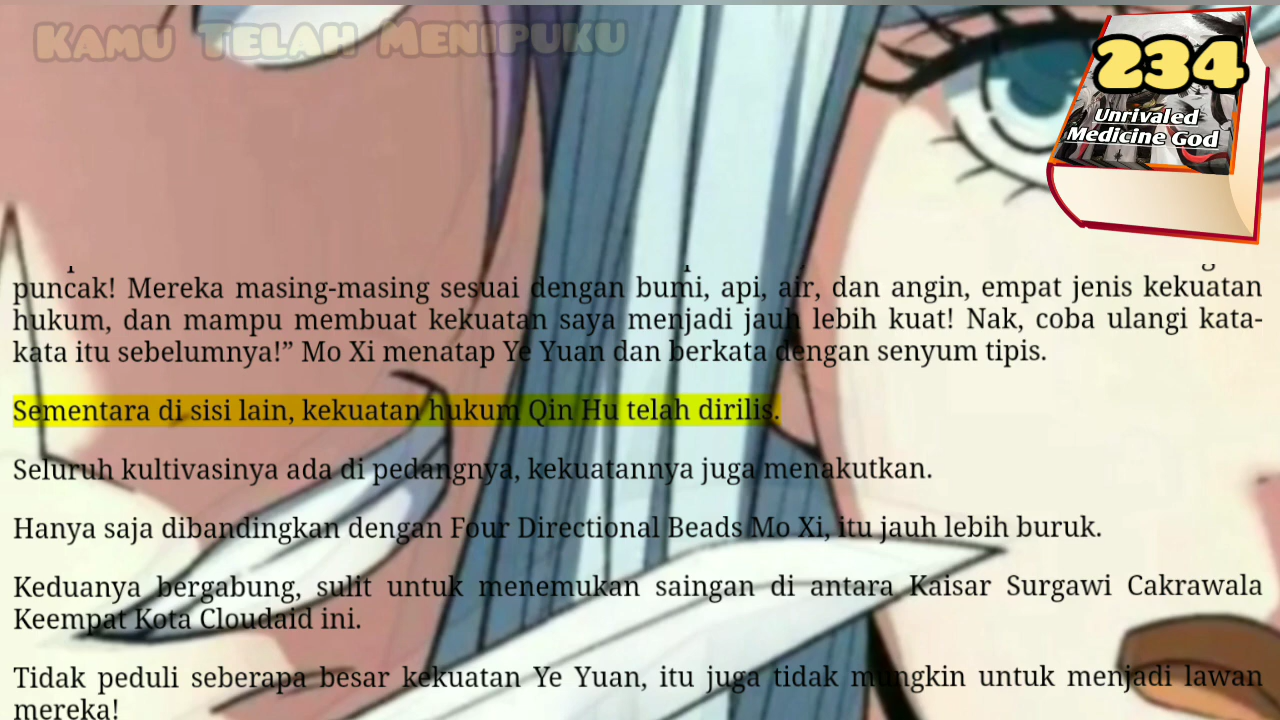 Kamu Telah Menipuku
234
Unrivaled
Medicine God
puncak! Mereka masing-masing sesuai dengan bumi, api, air, dan angin, empat jenis kekuatan
hukum, dan mampu membuat kekuatan saya menjadi jauh lebih kuat! Nak, coba ulangi kata-
kata itu sebelumnya!” Mo Xi menatap Ye Yuan dan berkata dengan senyum tipis.
Sementara di sisi lain, kekuatan hukum Qin Hu telah dirilis.
Seluruh kultivasinya ada di pedangnya, kekuatannya juga menakutkan.
Hanya saja dibandingkan dengan Four Directional Beads Mo Xi, itu jauh lebih buruk.
Keduanya bergabung, sulit untuk menemukan saingan di antara Kaisar Surgawi Cakrawala
Keempat Kota Cloudaid ini.
Tidak peduli seberapa besar kekuatan Ye Yuan, itu juga tidak mungkin untuk menjadi lawan
mereka!